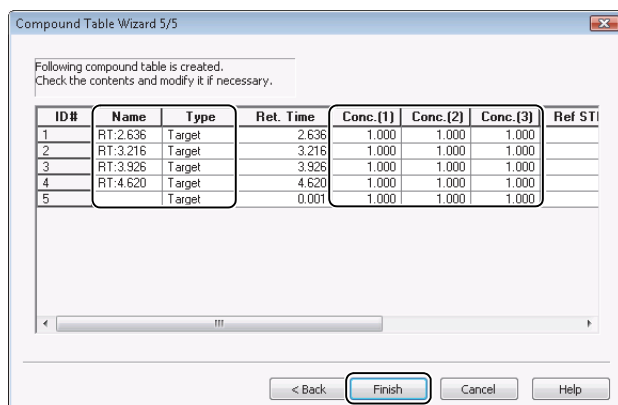 Compound Table Wizard 5/5
Following compound table is created.
Check the contents and modify it if necessary.
ID# Name Type Ret. Time Conc.(1) Conc.(2) Conc.(3) Ref STI
1 RT:2.636 Target 2.636 1.000 1.000 1.000
2 RT:3.216 Target 3.216 1.000 1.000 1.000
3 RT:3.926 Target 3.926 1.000 1.000 1.000
4 RT:4.620 Target 4.620 1.000 1.000 1.000
5 Target 0.001 1.000 1.000 1.000
< Back Finish Cancel Help